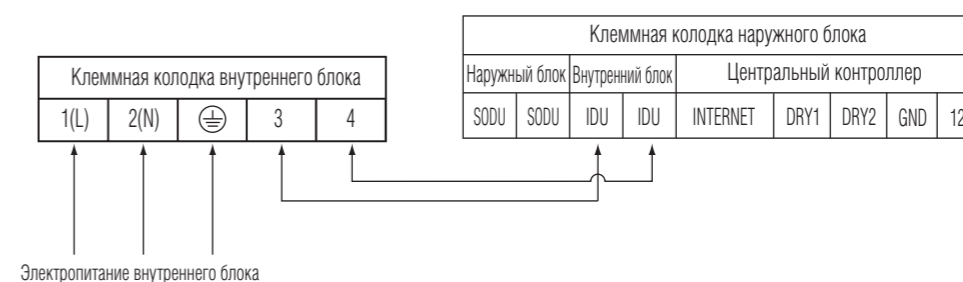 Клеммная колодка наружного блока
Наружный блок Внутренний блок Центральный контроллер
SODU SODU IDU IDU INTERNET DRY1 DRY2 GND 12
Клеммная колодка внутреннего блока
1(L) 2(N) 3 4
Электропитание внутреннего блока